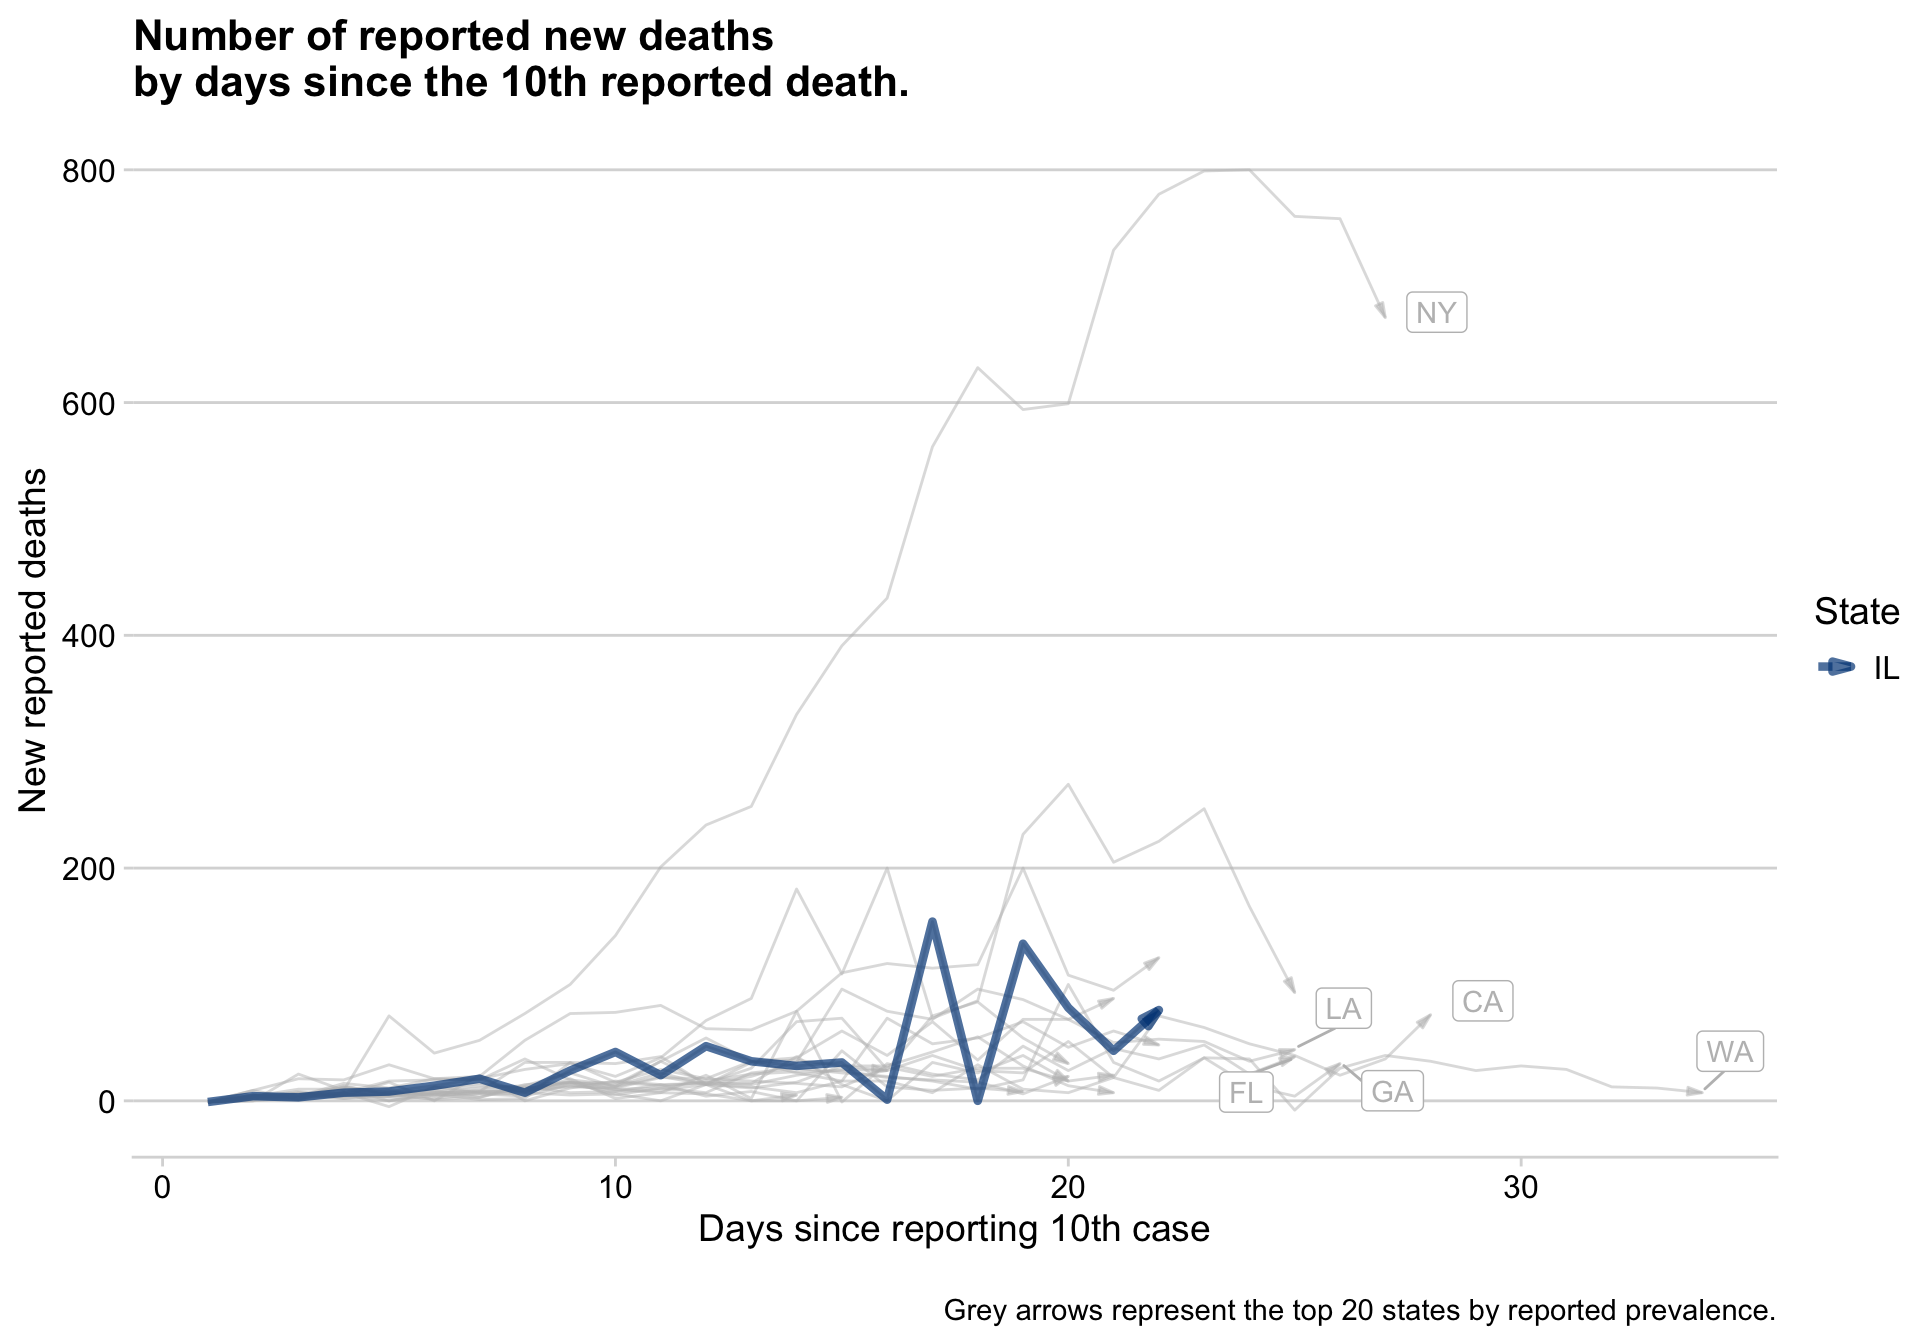 Number of reported new deaths
by days since the 10th reported death.
800
600
400
200
0
New reported deaths
NY
LA
CA
WA
FL
GA
State
IL
0
10
20
30
Days since reporting 10th case
Grey arrows represent the top 20 states by reported prevalence.